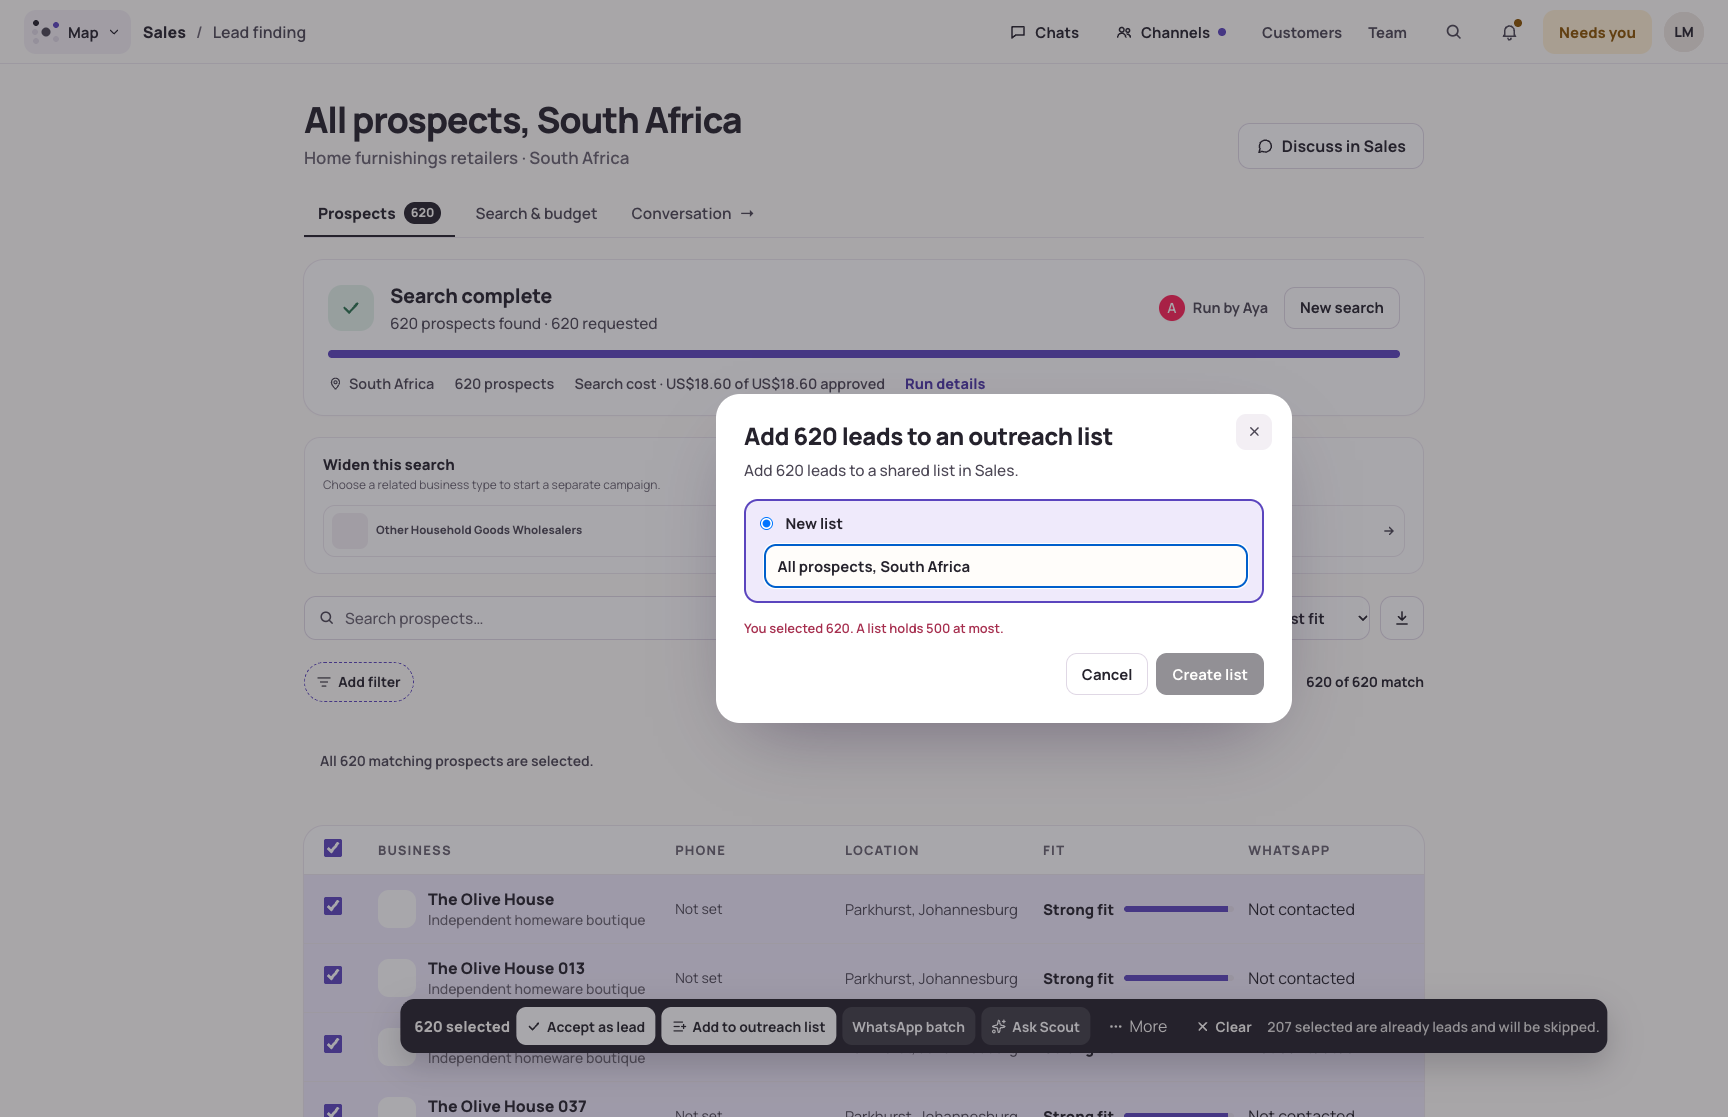 Map
Sales / Lead finding
Chats
Channels
Customers
Team
Needs you
LM
All prospects, South Africa
Home furnishings retailers · South Africa
Discuss in Sales
Prospects 620
Search & budget
Conversation →
Search complete
620 prospects found · 620 requested
A Run by Aya
New search
South Africa
620 prospects
Search cost · US$18.60 of US$18.60 approved
Run details
Widen this search
Choose a related business type to start a separate campaign.
Other Household Goods Wholesalers
Add 620 leads to an outreach list
Add 620 leads to a shared list in Sales.
New list
All prospects, South Africa
You selected 620. A list holds 500 at most.
Cancel
Create list
Search prospects...
st fit
Add filter
620 of 620 match
All 620 matching prospects are selected.
BUSINESS PHONE LOCATION FIT WHATSAPP
The Olive House
Independent homeware boutique
Not set
Parkhurst, Johannesburg
Strong fit
Not contacted
The Olive House 013
Independent homeware boutique
Not set
Parkhurst, Johannesburg
Strong fit
Not contacted
620 selected
Accept as lead
Add to outreach list
WhatsApp batch
Ask Scout
More
Clear
207 selected are already leads and will be skipped.
Independent homeware boutique
The Olive House 037
Not set
Parkhurst, Johannesburg
Strong fit
Not contacted